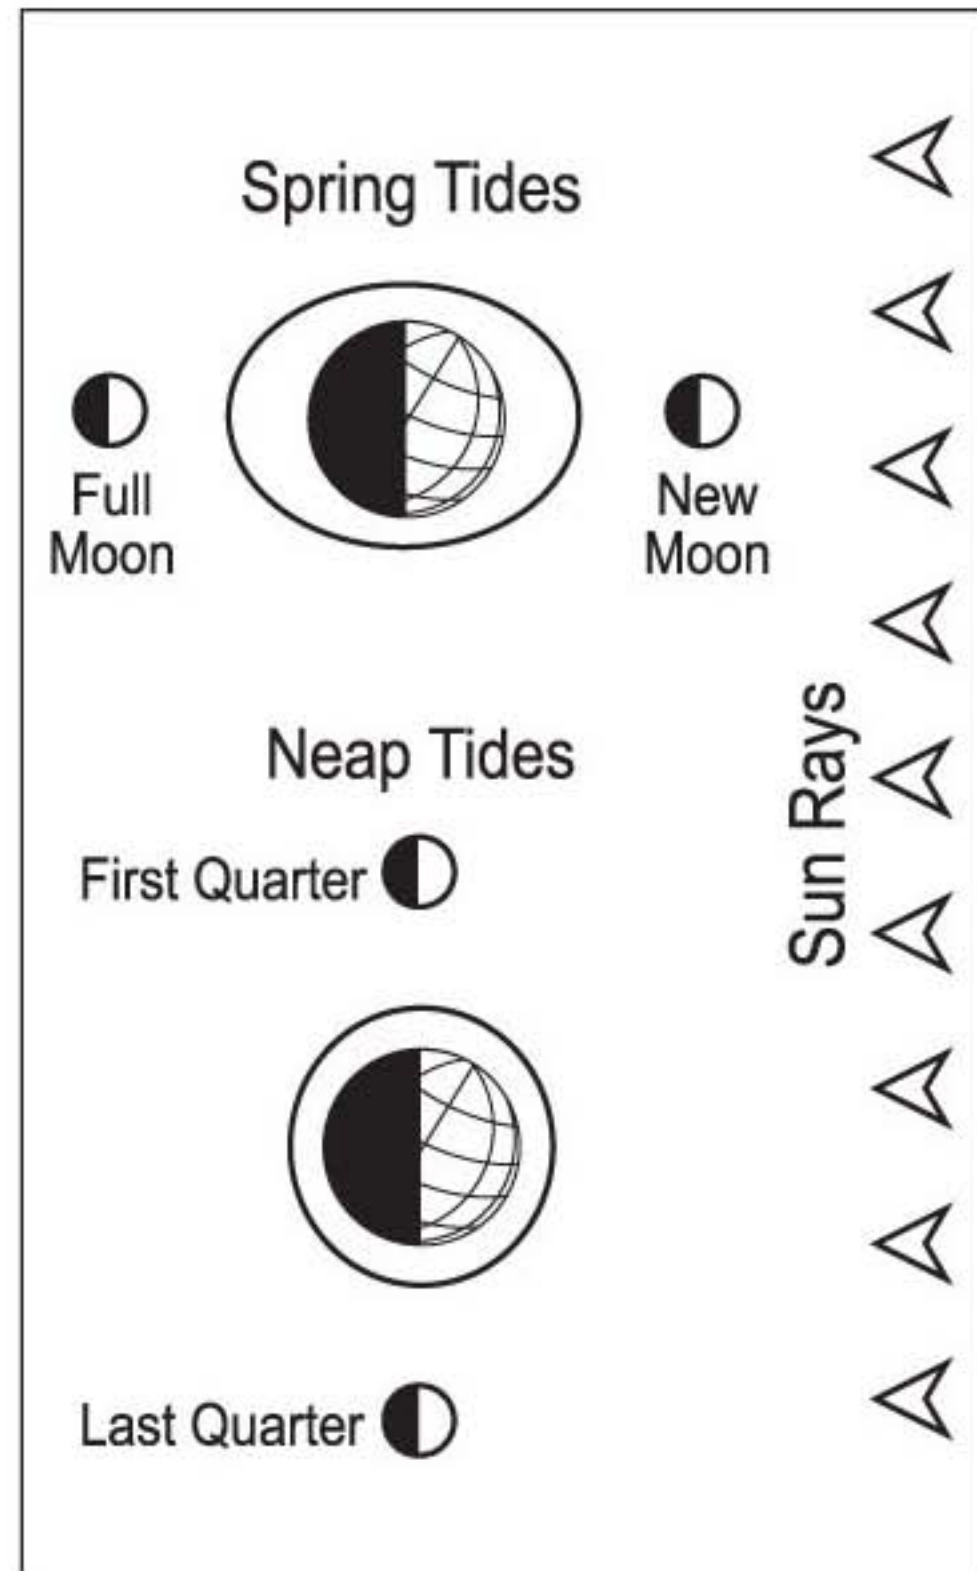 Spring Tides
Full
Moon
New
Moon
Neap Tides
First Quarter
Sun Rays
Last Quarter